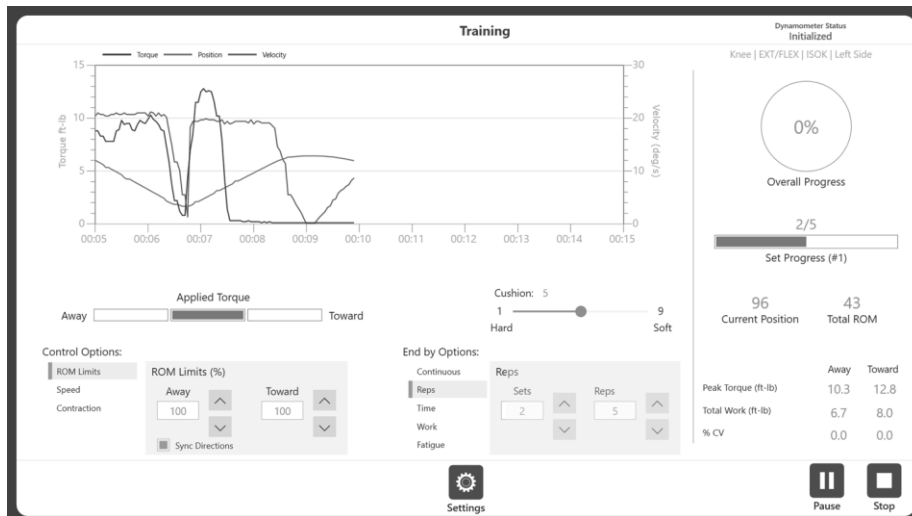 Training
Dynamometer Status
Initialized
Knee | EXT/FLEX | ISOK | Left Side
Torque Position Velocity
15
10
5
0
Torque ft-lb
30
20
10
0
Velocity (deg/s)
00:05 00:06 00:07 00:08 00:09 00:10 00:11 00:12 00:13 00:14 00:15
0%
Overall Progress
2/5
Set Progress (#1)
96 43
Current Position Total ROM
Applied Torque
Away Toward
Cushion: 5
1 9
Hard Soft
Control Options:
ROM Limits
Speed
Contraction
ROM Limits (%)
Away Toward
100 100
Sync Directions
End by Options:
Continuous
Reps
Time
Work
Fatigue
Reps
Sets Reps
2 5
Away Toward
Peak Torque (ft-lb) 10.3 12.8
Total Work (ft-lb) 6.7 8.0
% CV 0.0 0.0
Settings
Pause Stop